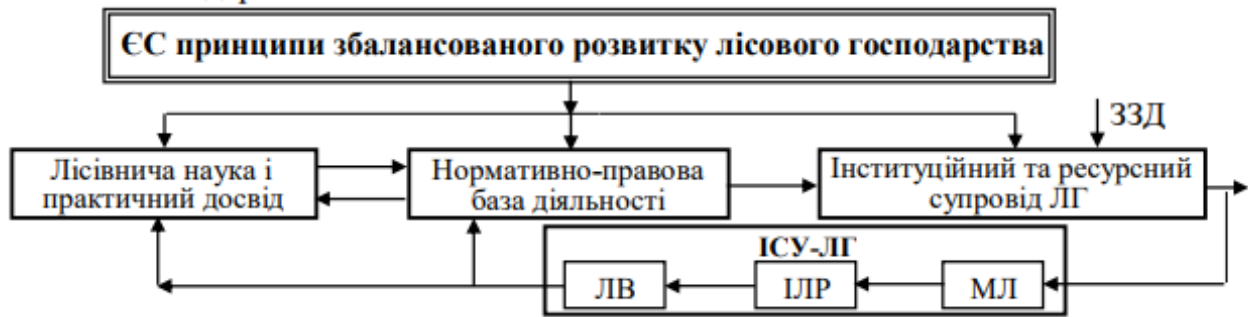 ЄС принципи збалансованого розвитку лісового господарства
ЗЗД
Лісівнича наука і
практичний досвід
Нормативно-правова
база діяльності
Інституційний та ресурсний
супровід ЛГ
ІСУ-ЛГ
ЛВ
ІЛР
МЛ